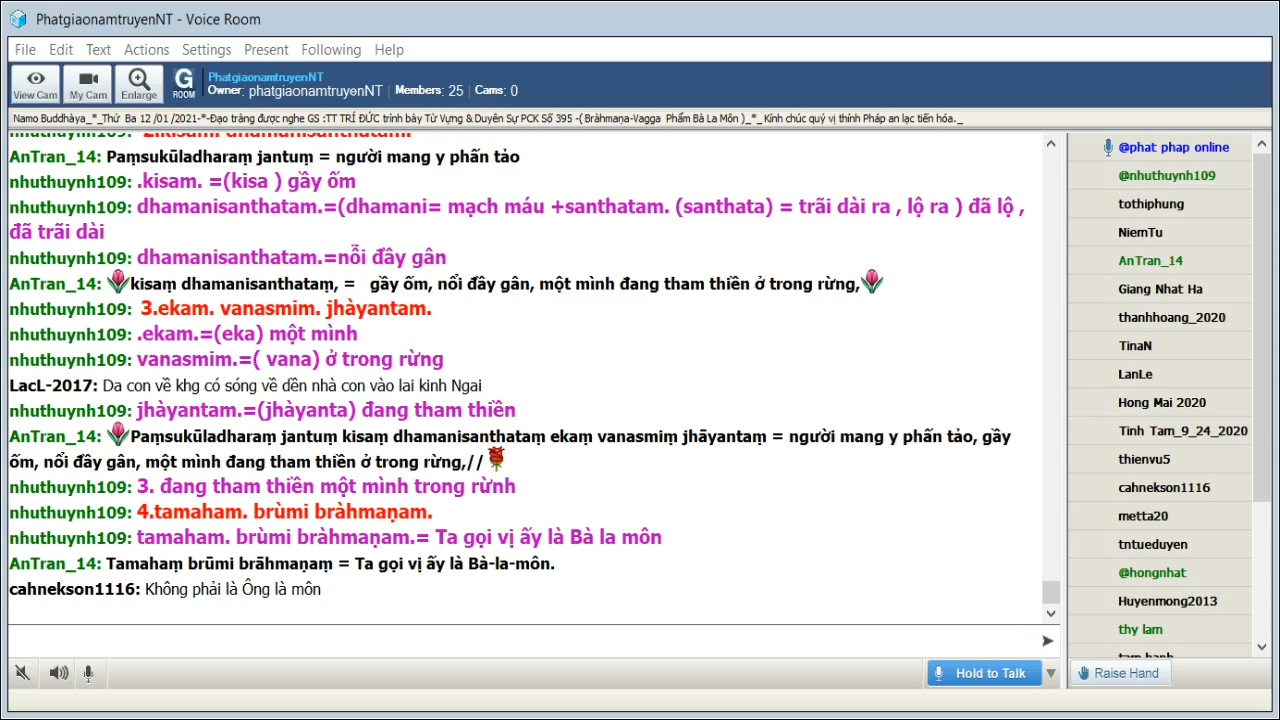 PhatgiaonamtruyenNT - Voice Room
File Edit Text Actions Settings Present Following Help
View Cam My Cam Enlarge G ROOM
PhatgiaonamtruyenNT
Owner: phatgiaonamtruyenNT Members: 25 Cams: 0
Namo Buddhàya_*_Thứ Ba 12 /01 /2021-*-Đạo tràng được nghe GS :TT TRÍ ĐỨC trình bày Từ Vựng & Duyên Sự PCK Số 395 -( Bràhmaṇa-Vagga Phẩm Bà La Môn )_*_Kính chúc quý vị thính Pháp an lạc tiến hóa._
AnTran_14: Paṃsukūladharaṃ jantuṃ = người mang y phấn tảo
nhuthuynh109: .kisam. =(kisa ) gầy ốm
nhuthuynh109: dhamanisanthatam.=(dhamani= mạch máu +santhatam. (santhata) = trãi dài ra , lộ ra ) đã lộ ,
đã trãi dài
nhuthuynh109: dhamanisanthatam.=nỗi đây gân
AnTran_14: kisaṃ dhamanisanthataṃ, = gầy ốm, nổi đây gân, một mình đang tham thiền ở trong rừng,
nhuthuynh109: 3.ekam. vanasmim. jhàyantam.
nhuthuynh109: .ekam.=(eka) một mình
nhuthuynh109: vanasmim.=( vana) ở trong rừng
LacL-2017: Da con về khg có sóng về dền nhà con vào lai kinh Ngai
nhuthuynh109: jhàyantam.=(jhàyanta) đang tham thiền
AnTran_14: Paṃsukūladharaṃ jantuṃ kisaṃ dhamanisanthataṃ ekaṃ vanasmiṃ jhāyantaṃ = người mang y phấn tảo, gầy
ốm, nổi đây gân, một mình đang tham thiền ở trong rừng,//
nhuthuynh109: 3. đang tham thiền một mình trong rừnh
nhuthuynh109: 4.tamaham. brùmi bràhmaṇam.
nhuthuynh109: tamaham. brùmi bràhmaṇam.= Ta gọi vị ấy là Bà la môn
AnTran_14: Tamahaṃ brūmi brāhmaṇaṃ = Ta gọi vị ấy là Bà-la-môn.
cahnekson1116: Không phải là Ông là môn
@phat phap online
@nhuthuynh109
tothiphung
NiemTu
AnTran_14
Giang Nhat Ha
thanhhoang_2020
TinaN
LanLe
Hong Mai 2020
Tinh Tam_9_24_2020
thienvu5
cahnekson1116
metta20
tntueduyen
@hongnhat
Huyenmong2013
thy lam
Hold to Talk
Raise Hand